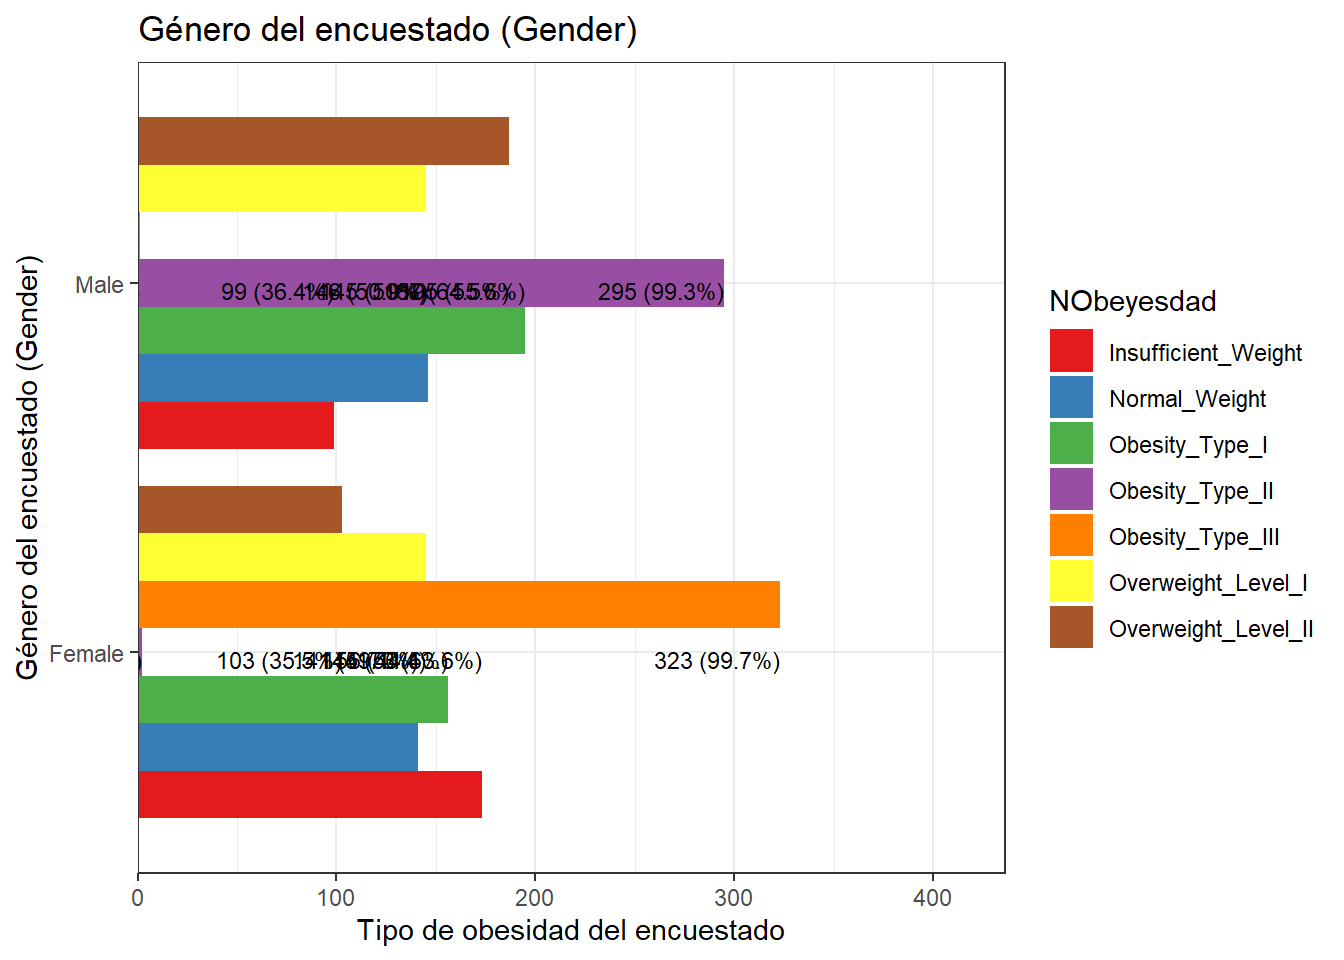 Género del encuestado (Gender)
Género del encuestado (Gender)
Male
99 (36.4%)
295 (99.3%)
Female
103 (35.5%)
323 (99.7%)
0
100
200
300
400
Tipo de obesidad del encuestado
NObeyesdad
Insufficient_Weight
Normal_Weight
Obesity_Type_I
Obesity_Type_II
Obesity_Type_III
Overweight_Level_I
Overweight_Level_II